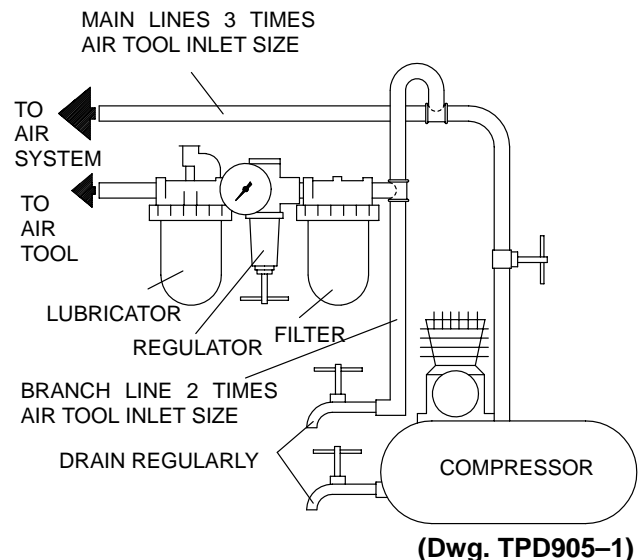 MAIN LINES 3 TIMES
AIR TOOL INLET SIZE
TO
AIR
SYSTEM
TO
AIR
TOOL
LUBRICATOR
REGULATOR
FILTER
BRANCH LINE 2 TIMES
AIR TOOL INLET SIZE
DRAIN REGULARLY
COMPRESSOR
(Dwg. TPD905–1)